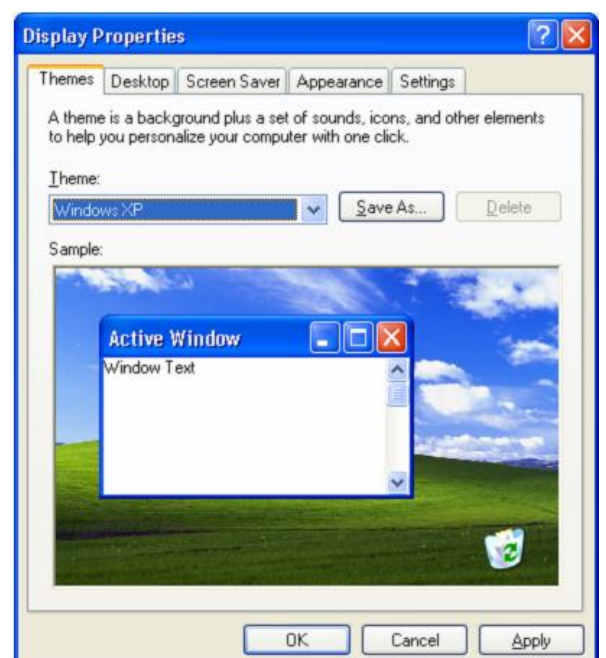 Display Properties
Themes Desktop Screen Saver Appearance Settings
A theme is a background plus a set of sounds, icons, and other elements
to help you personalize your computer with one click.
Theme:
Windows XP Save As... Delete
Sample:
Active Window
Window Text
OK Cancel Apply